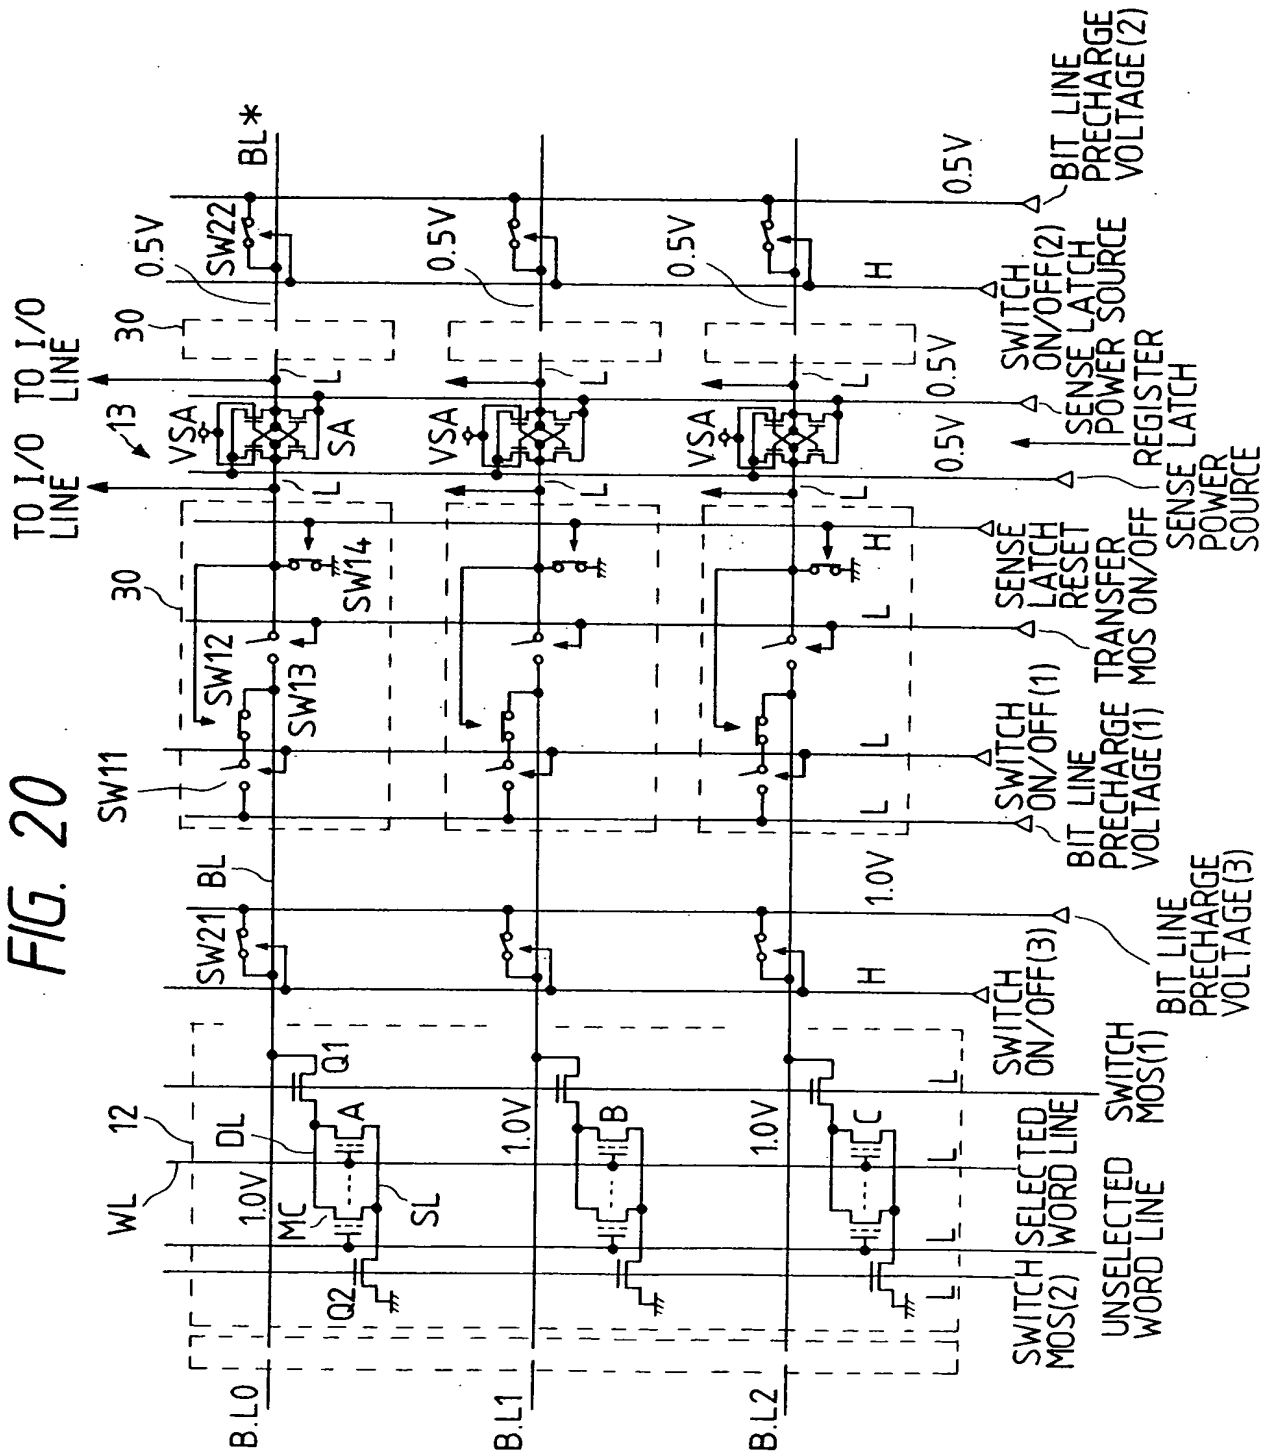 FIG. 20
TO I/O LINE
TO I/O LINE
13
WL
12
SW11
30
30
BL*
B.L0
1.0V
DL
MC
A
SL
Q2
Q1
SW21
BL
SW12
SW13
SW14
L
VSA
SA
L
0.5V
SW22
B.L1
1.0V
B
L
VSA
L
0.5V
B.L2
1.0V
C
L
VSA
L
0.5V
L
L
L
L
H
1.0V
L
L
L
H
0.5V
0.5V
H
0.5V
SWITCH MOS(2)
UNSELECTED WORD LINE
SELECTED WORD LINE
SWITCH MOS(1)
SWITCH ON/OFF(3)
BIT LINE PRECHARGE VOLTAGE(3)
BIT LINE PRECHARGE VOLTAGE(1)
SWITCH ON/OFF(1)
TRANSFER MOS ON/OFF
SENSE LATCH RESET
SENSE POWER SOURCE
REGISTER LATCH
SENSE LATCH POWER SOURCE
SWITCH ON/OFF(2)
BIT LINE PRECHARGE VOLTAGE(2)